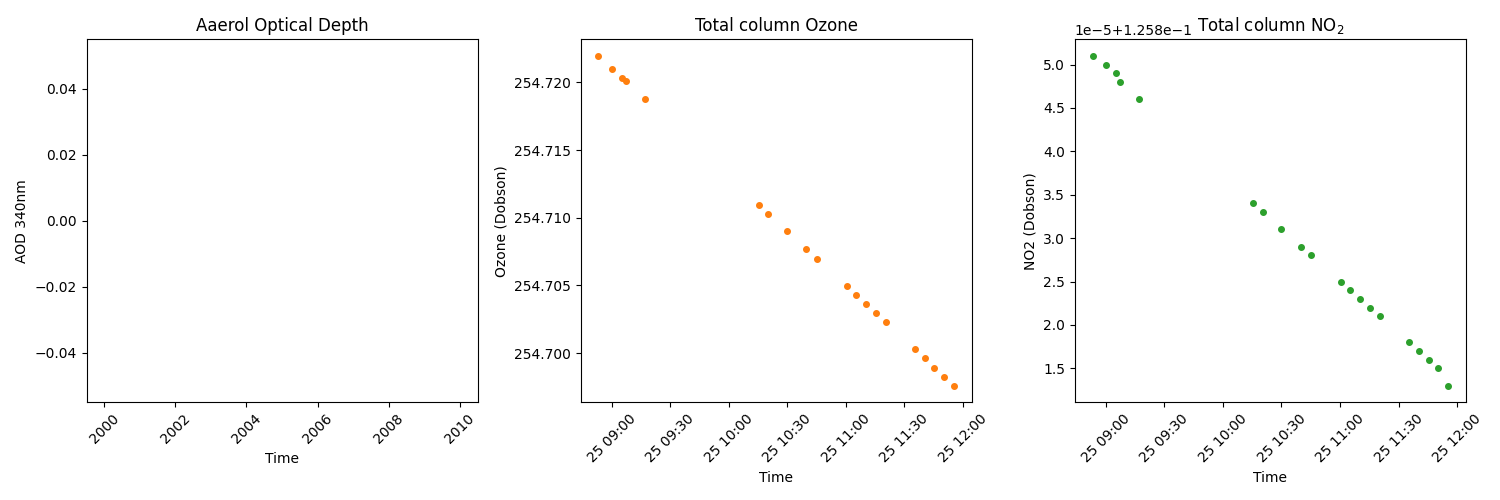 Aaerol Optical Depth
AOD 340nm
0.04
0.02
0.00
−0.02
−0.04
2000 2002 2004 2006 2008 2010
Time
Total column Ozone
Ozone (Dobson)
254.720
254.715
254.710
254.705
254.700
25 09:00 25 09:30 25 10:00 25 10:30 25 11:00 25 11:30 25 12:00
Time
1e−5+1.258e−1 Total column NO₂
NO2 (Dobson)
5.0
4.5
4.0
3.5
3.0
2.5
2.0
1.5
25 09:00 25 09:30 25 10:00 25 10:30 25 11:00 25 11:30 25 12:00
Time